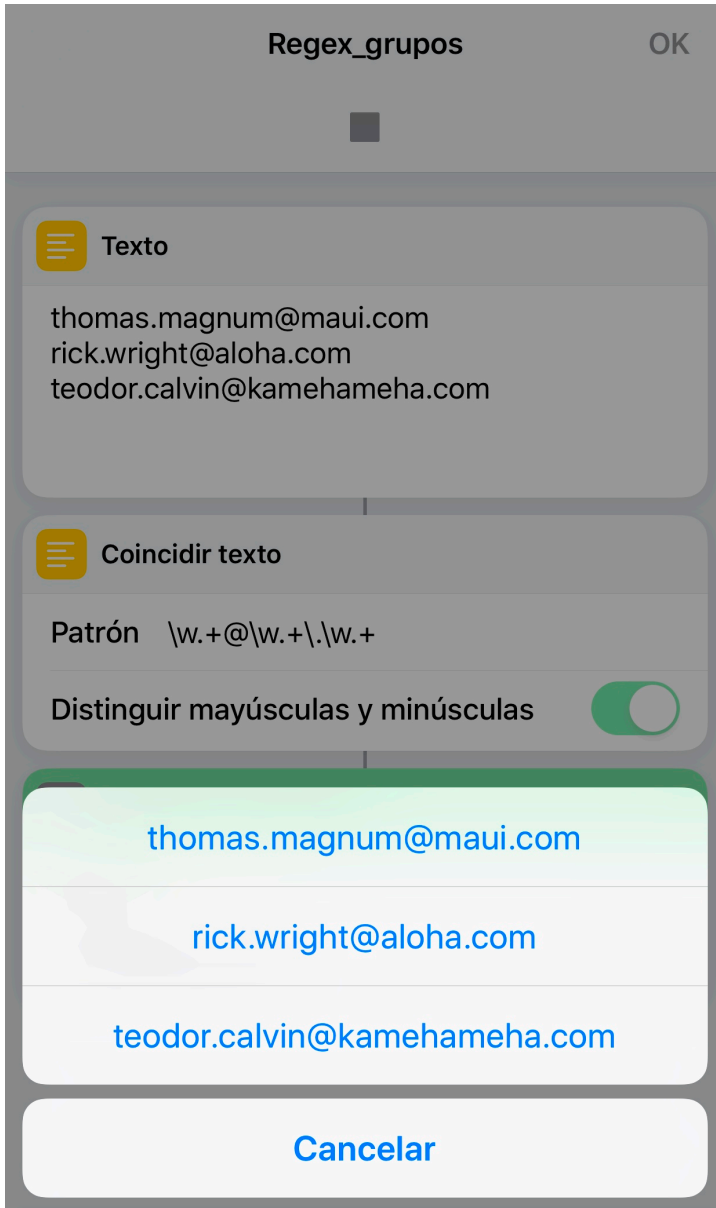 Regex_grupos
OK
Texto
thomas.magnum@maui.com
rick.wright@aloha.com
teodor.calvin@kamehameha.com
Coincidir texto
Patrón \w.+@\w.+\.\w.+
Distinguir mayúsculas y minúsculas
thomas.magnum@maui.com
rick.wright@aloha.com
teodor.calvin@kamehameha.com
Cancelar